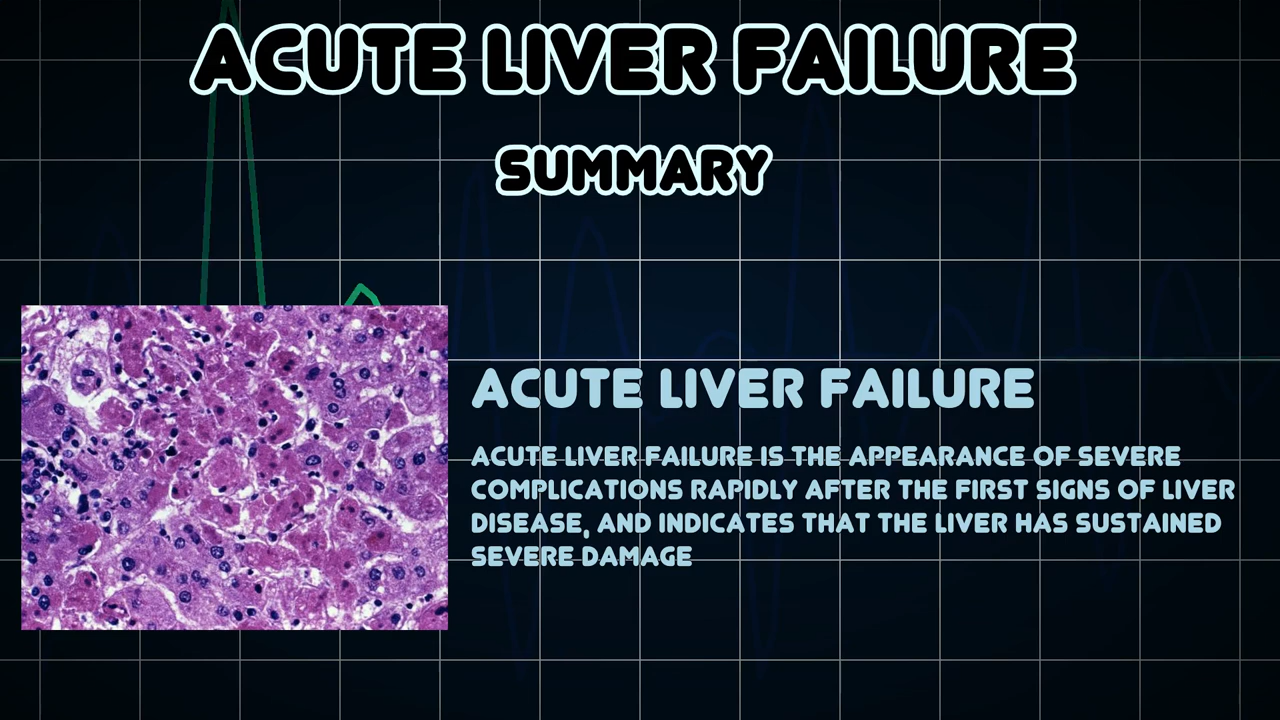 ACUTE LIVER FAILURE
SUMMARY
ACUTE LIVER FAILURE
ACUTE LIVER FAILURE IS THE APPEARANCE OF SEVERE
COMPLICATIONS RAPIDLY AFTER THE FIRST SIGNS OF LIVER
DISEASE, AND INDICATES THAT THE LIVER HAS SUSTAINED
SEVERE DAMAGE